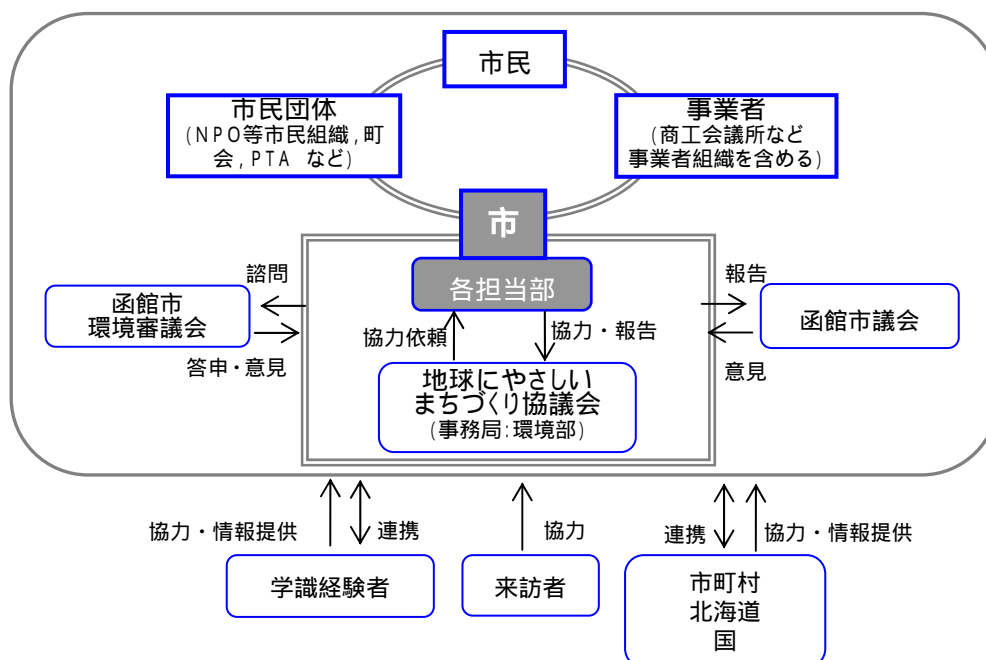 市民
市民団体
(NPO等市民組織,町
会,PTA など)
事業者
(商工会議所など
事業者組織を含める)
市
各担当部
諮問
函館市
環境審議会
答申・意見
協力依頼
協力・報告
地球にやさしい
まちづくり協議会
(事務局:環境部)
報告
函館市議会
意見
協力・情報提供
連携
学識経験者
協力
来訪者
連携
協力・情報提供
市町村
北海道
国